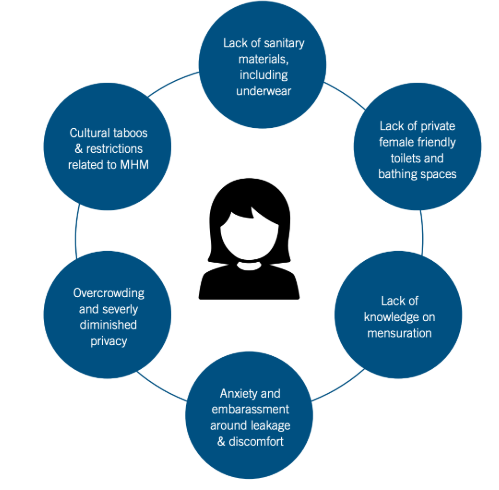 Lack of sanitary
materials,
including
underwear
Lack of private
female friendly
toilets and
bathing spaces
Lack of
knowledge on
mensuration
Anxiety and
embarassment
around leakage
& discomfort
Overcrowding
and severly
diminished
privacy
Cultural taboos
& restrictions
related to MHM